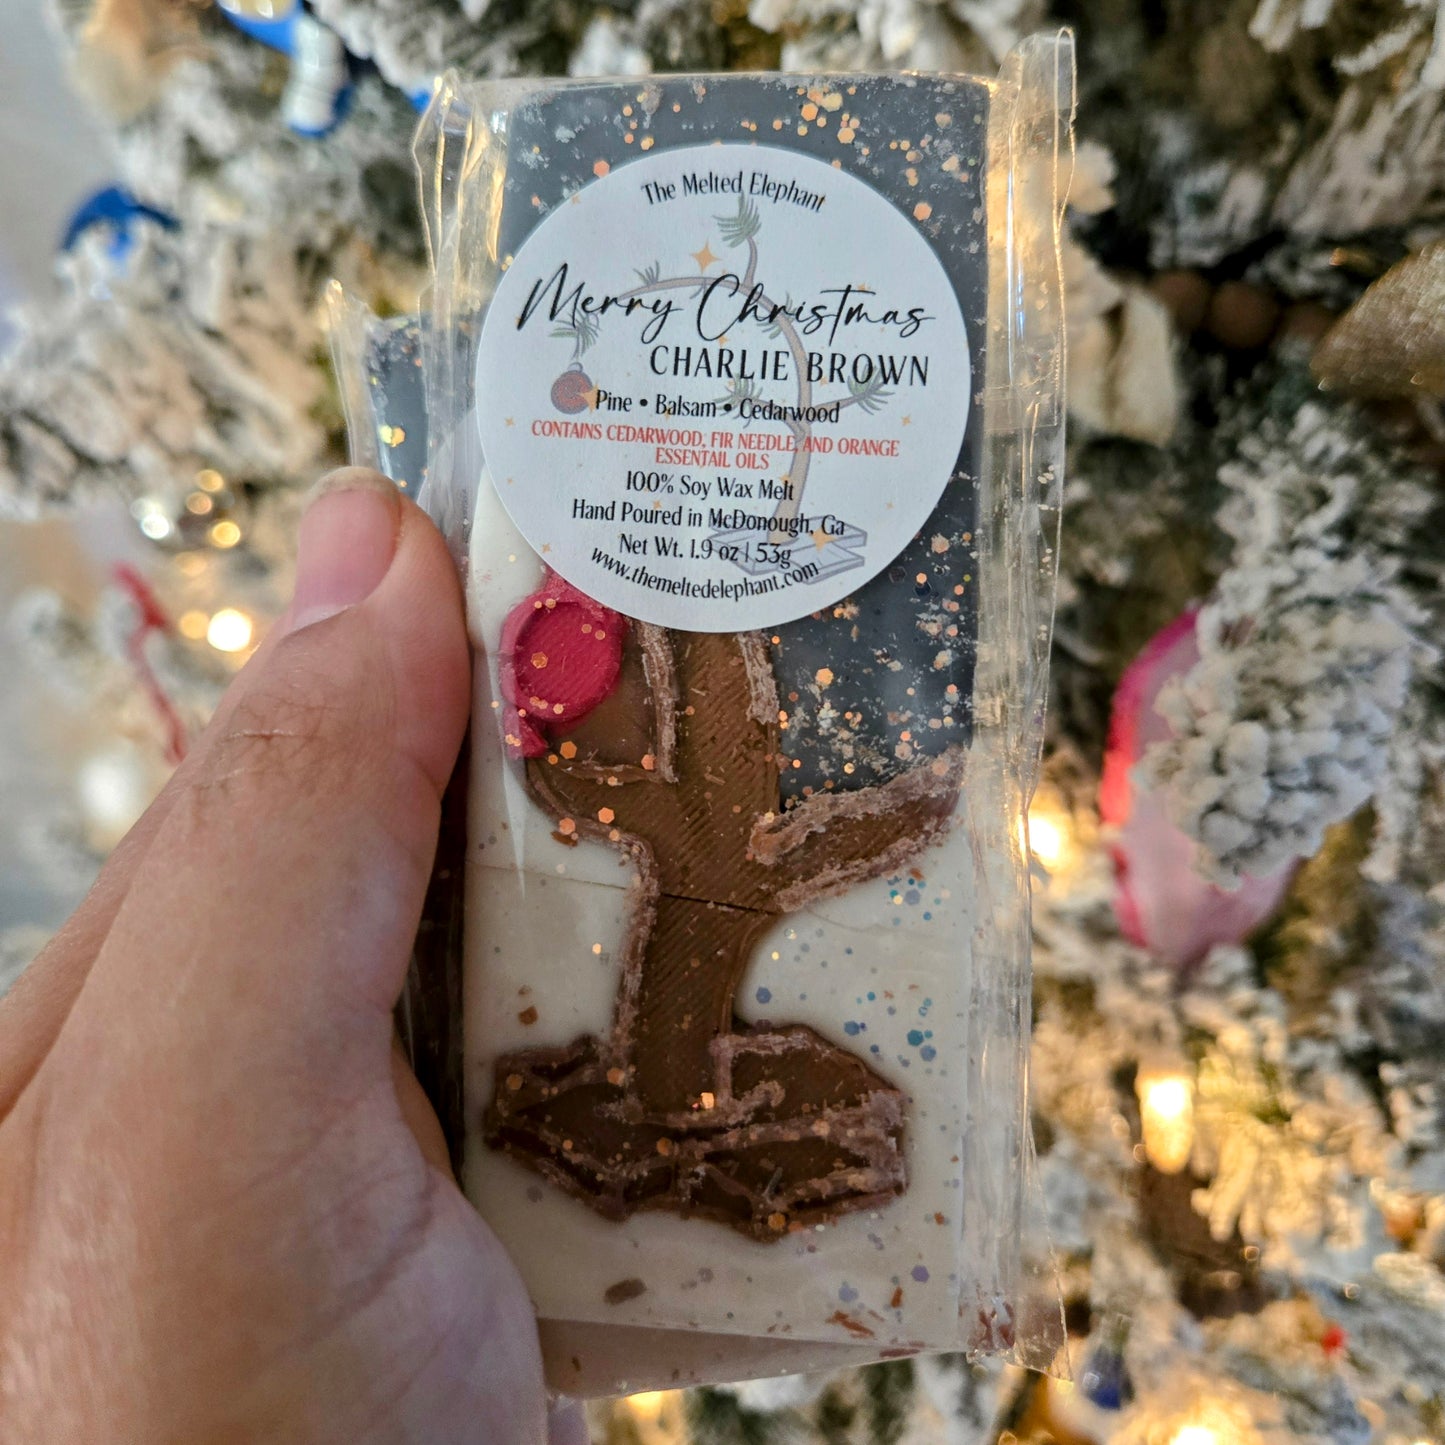 The Melted Elephant
Merry Christmas
CHARLIE BROWN
Pine • Balsam • Cedarwood
CONTAINS CEDARWOOD, FIR NEEDLE, AND ORANGE
ESSENTAIL OILS
100% Soy Wax Melt
Hand Poured in McDonough, Ga
Net Wt. 1.9 oz | 53g
www.themeltedelephant.com